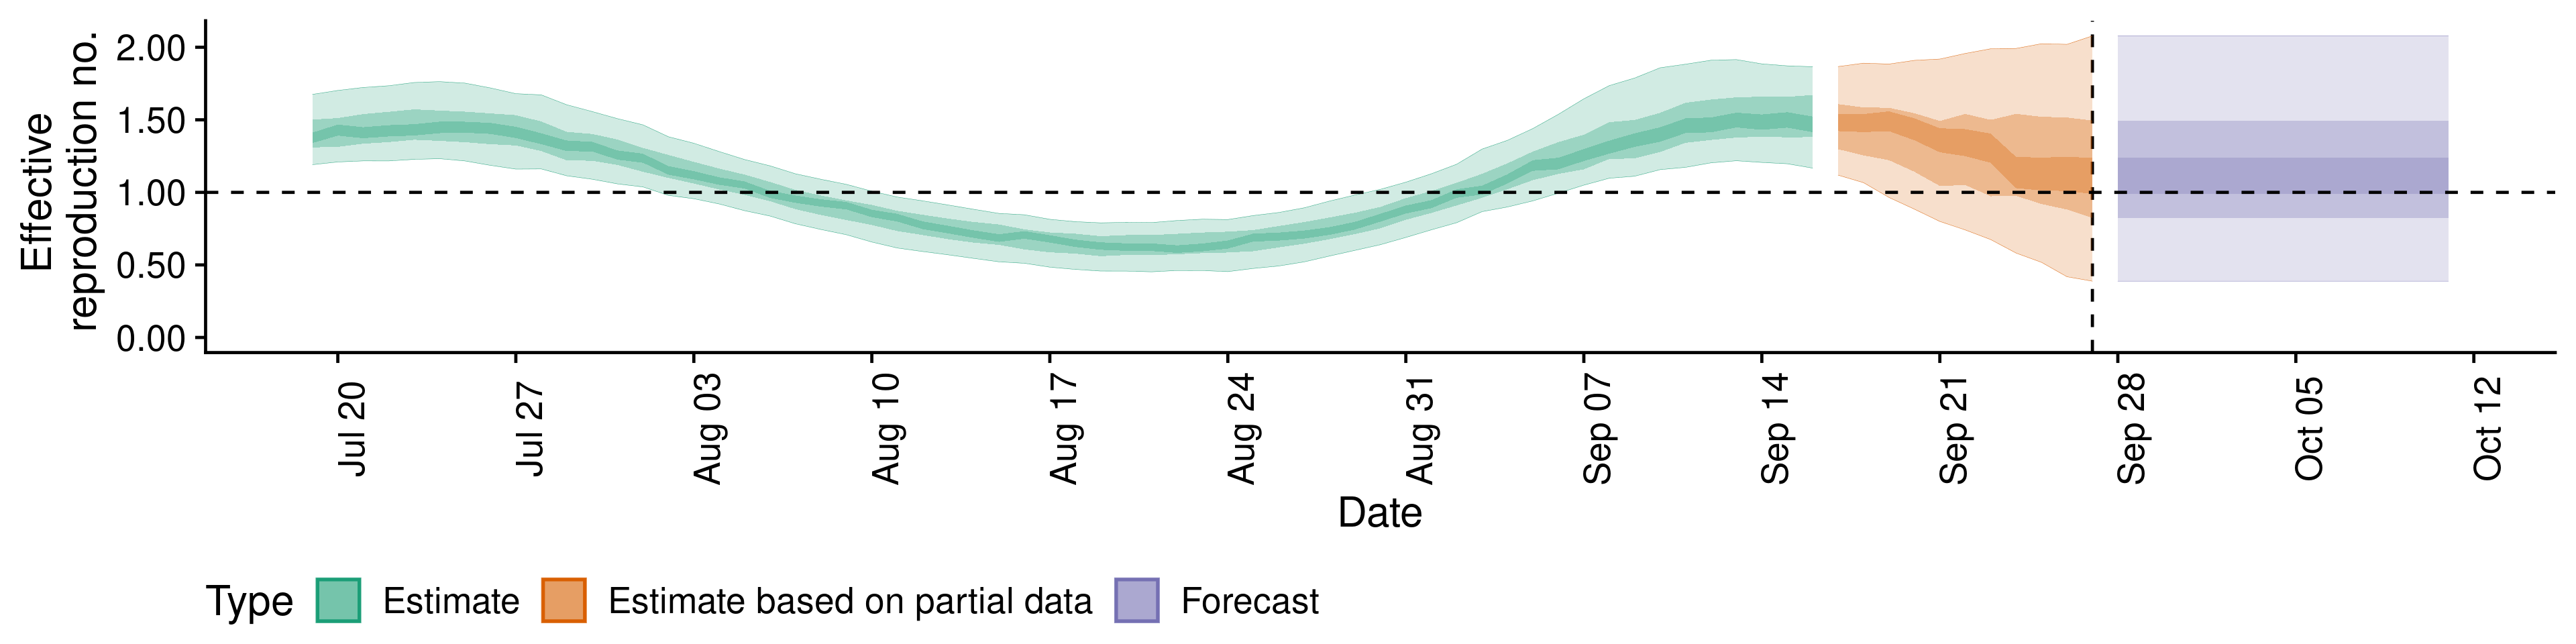 Effective
reproduction no.
2.00
1.50
1.00
0.50
0.00
Jul 20
Jul 27
Aug 03
Aug 10
Aug 17
Aug 24
Aug 31
Sep 07
Sep 14
Sep 21
Sep 28
Oct 05
Oct 12
Date
Type Estimate Estimate based on partial data Forecast